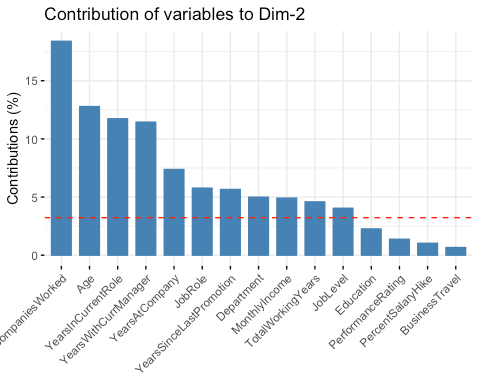 Contribution of variables to Dim-2
Contributions (%)
15
10
5
0
CompaniesWorked
Age
YearsInCurrentRole
YearsWithCurrManager
YearsAtCompany
JobRole
YearsSinceLastPromotion
Department
MonthlyIncome
TotalWorkingYears
JobLevel
Education
PerformanceRating
PercentSalaryHike
BusinessTravel